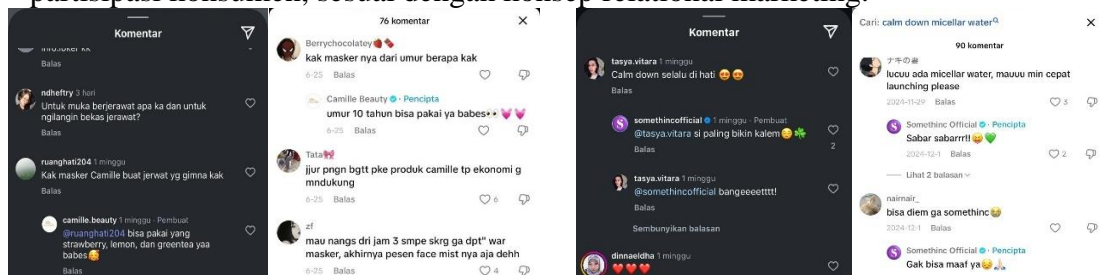 partisipasi konsumen, sesuai dengan konsep relational marketing.
Komentar
Balas
ndheftry 3 hari
Untuk muka berjerawat apa ka dan untuk
ngilangin bekas jerawat?
Balas
ruanghati204 1 minggu
Kak masker Camille buat jerwat yg gimna kak
Balas
camille.beauty 1 minggu · Pembuat
@ruanghati204 bisa pakai yang
strawberry, lemon, dan greentea yaa
babes🥰
Balas
76 komentar
Berrychocolatey🍓🍫
kak masker nya dari umur berapa kak
6-25 Balas
Camille Beauty · Pencipta
umur 10 tahun bisa pakai ya babes👀💓💓
6-25 Balas
Tata🎀
jjur pngn bgtt pke produk camille tp ekonomi g
mndukung
6-25 Balas 6
zf
mau nangs dri jam 3 smpe skrg ga dpt" war
masker, akhirnya pesen face mist nya aja dehh
6-25 Balas 4
Komentar
tasya.vitara 1 minggu
Calm down selalu di hati 😍😍
Balas
somethincofficial 1 minggu · Pembuat
@tasya.vitara si paling bikin kalem😌🍀
Balas 2
tasya.vitara 1 minggu
@somethincofficial bangeeeetttt!
Balas
Sembunyikan balasan
dinnaeldha 1 minggu
❤️❤️❤️
Cari: calm down micellar water
90 komentar
ナキの妻
lucuu ada micellar water, mauuu min cepat
launching please
2024-11-29 Balas 3
Somethinc Official · Pencipta
Sabar sabarrr!! 😄💚
2024-12-1 Balas 2
Lihat 2 balasan
nairnair_
bisa diem ga somethinc😭
2024-12-1 Balas
Somethinc Official · Pencipta
Gak bisa maaf ya😔🙏🏻